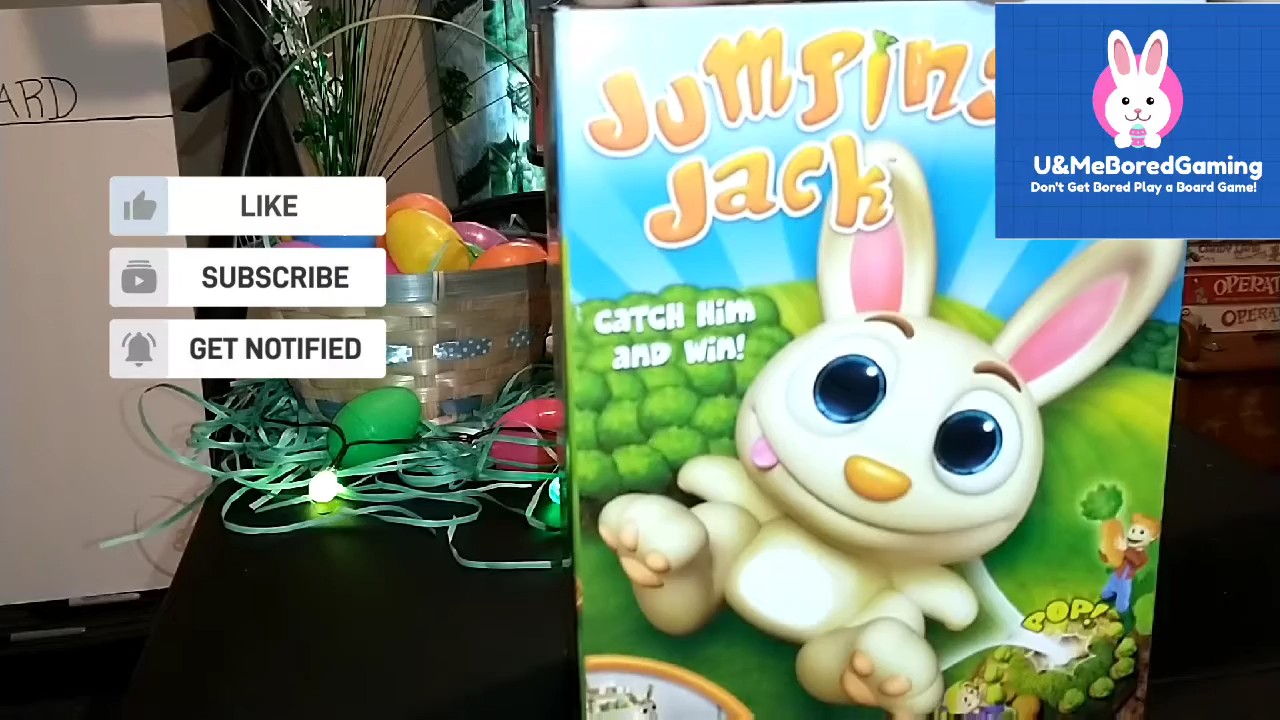 ARD
LIKE
SUBSCRIBE
GET NOTIFIED
Jumping
Jack
CATCH HIM
AND WIN!
POP!
U&MeBoredGaming
Don't Get Bored Play a Board Game!
OPERAT
OPERA